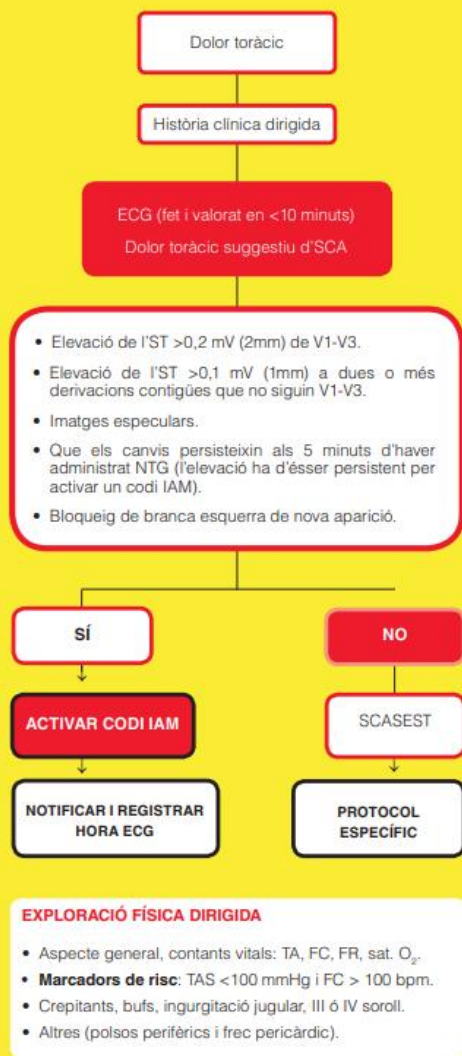 Dolor toràcic
Història clínica dirigida
ECG (fet i valorat en <10 minuts)
Dolor toràcic suggestiu d'SCA
• Elevació de l'ST >0,2 mV (2mm) de V1-V3.
• Elevació de l'ST >0,1 mV (1mm) a dues o més
derivacions contigües que no siguin V1-V3.
• Imatges especulars.
• Que els canvis persisteixin als 5 minuts d'haver
administrat NTG (l'elevació ha d'ésser persistent per
activar un codi IAM).
• Bloqueig de branca esquerra de nova aparició.
SÍ
NO
ACTIVAR CODI IAM
SCASEST
NOTIFICAR I REGISTRAR
HORA ECG
PROTOCOL
ESPECÍFIC
EXPLORACIÓ FÍSICA DIRIGIDA
• Aspecte general, contants vitals: TA, FC, FR, sat. O₂.
• Marcadors de risc: TAS <100 mmHg i FC > 100 bpm.
• Crepitants, bufs, ingurgitació jugular, III ó IV soroll.
• Altres (polsos perifèrics i frec pericàrdic).